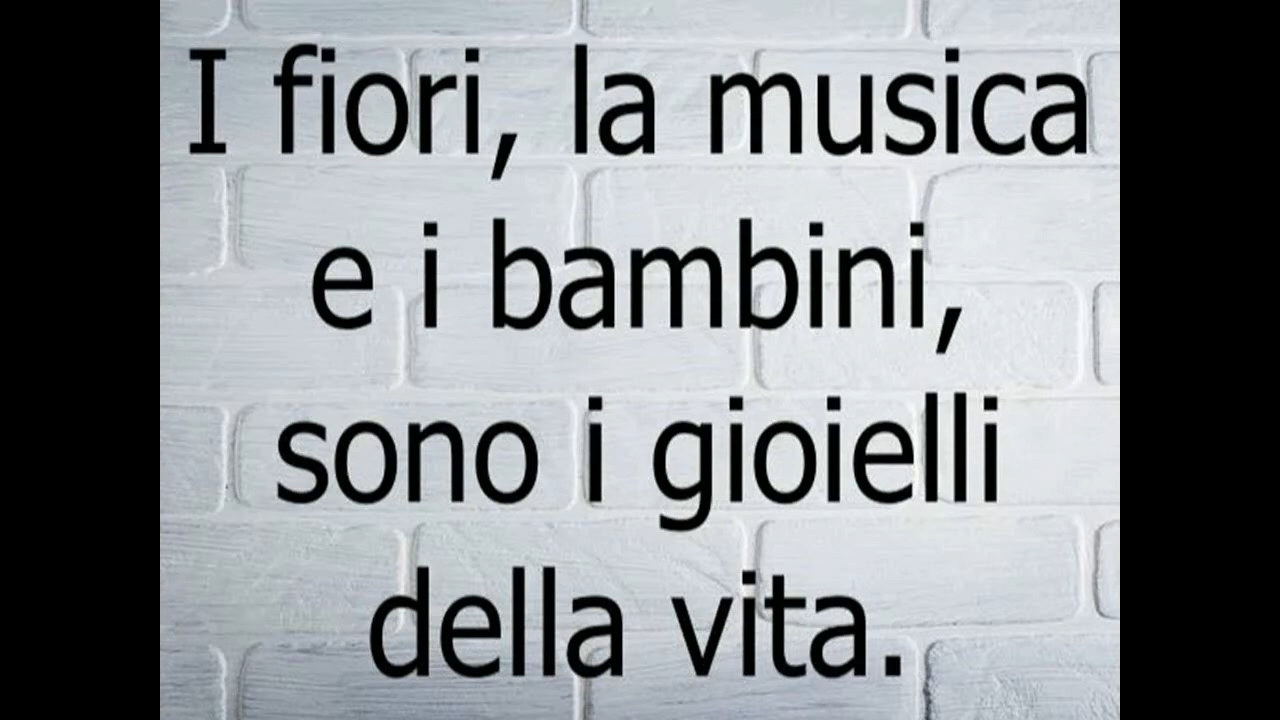 I fiori, la musica
e i bambini,
sono i gioielli
della vita.